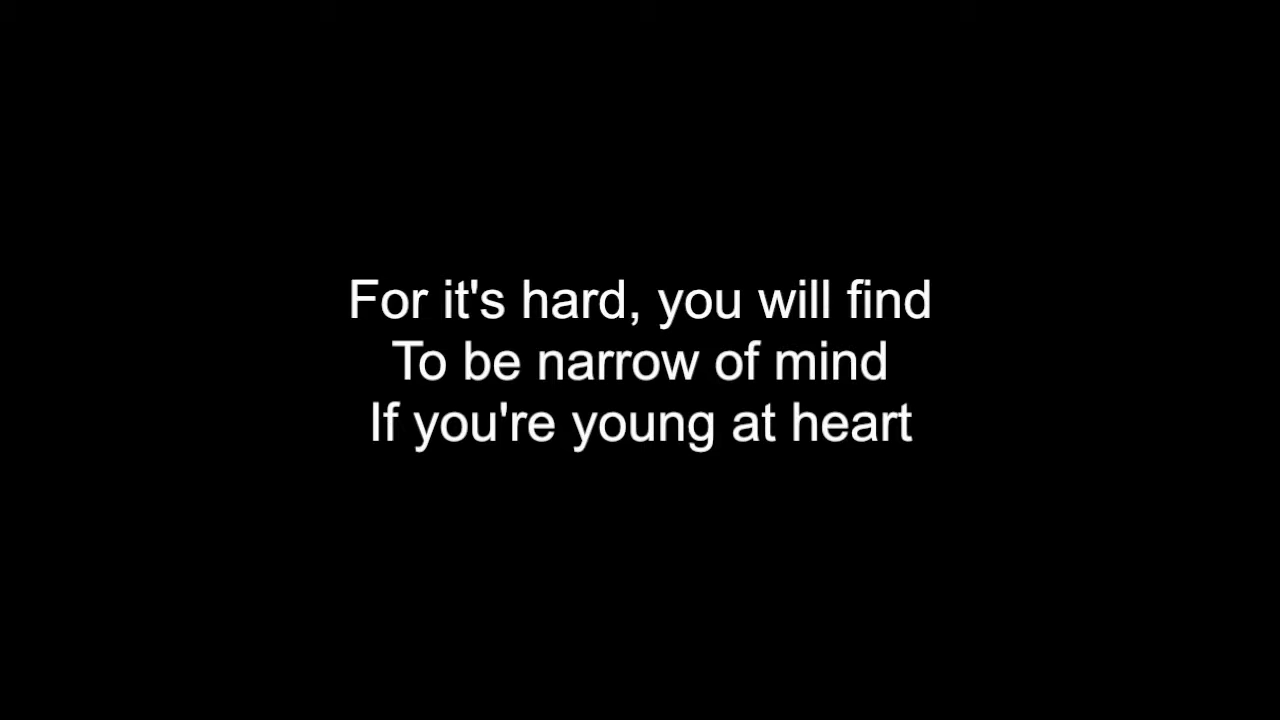 For it's hard, you will find
To be narrow of mind
If you're young at heart